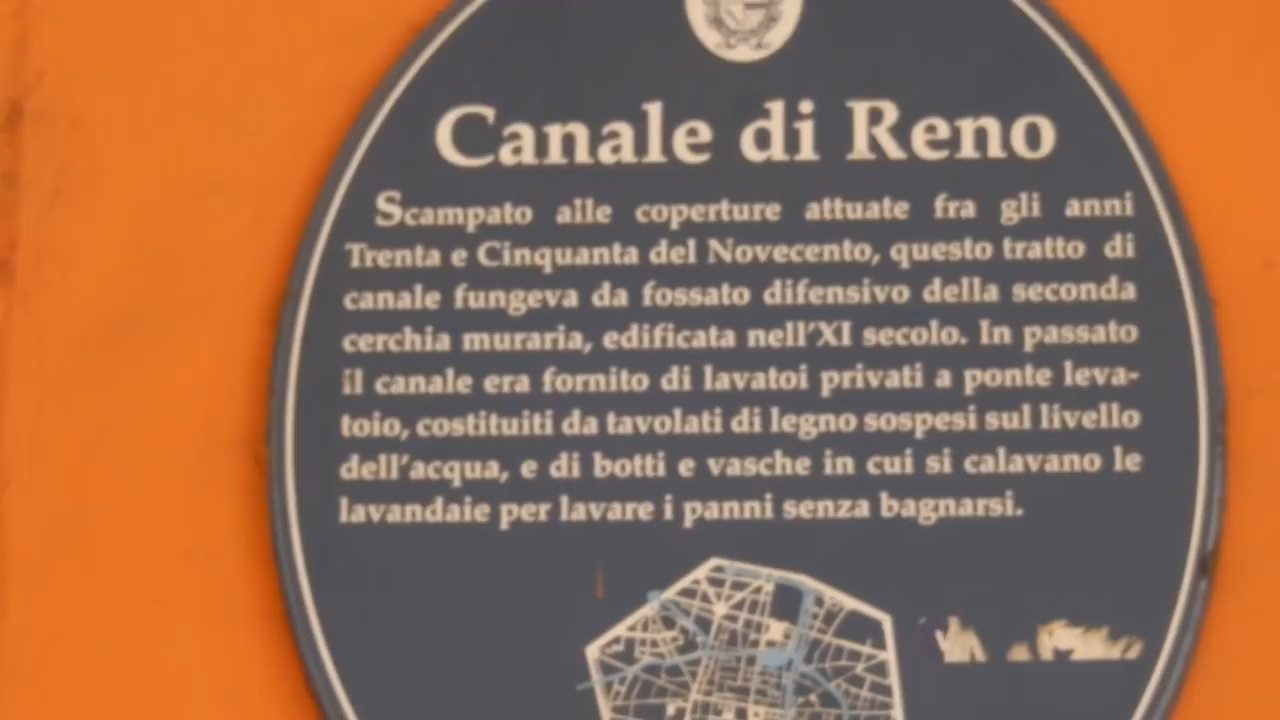 Canale di Reno
Scampato alle coperture attuate fra gli anni
Trenta e Cinquanta del Novecento, questo tratto di
canale fungeva da fossato difensivo della seconda
cerchia muraria, edificata nell'XI secolo. In passato
il canale era fornito di lavatoi privati a ponte leva-
toio, costituiti da tavolati di legno sospesi sul livello
dell'acqua, e di botti e vasche in cui si calavano le
lavandaie per lavare i panni senza bagnarsi.